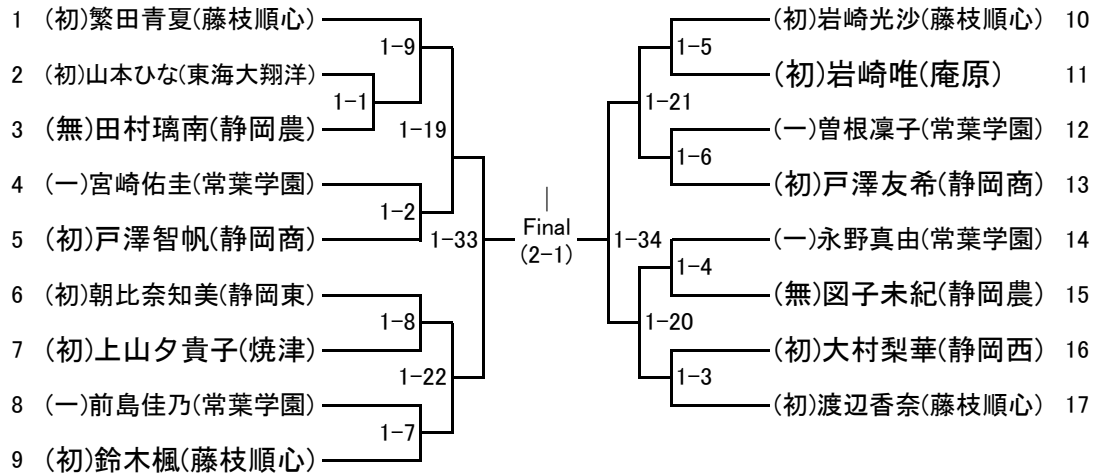 1 (初)繁田青夏(藤枝順心)
2 (初)山本ひな(東海大翔洋)
3 (無)田村璃南(静岡農)
4 (一)宮崎佑圭(常葉学園)
5 (初)戸澤智帆(静岡商)
6 (初)朝比奈知美(静岡東)
7 (初)上山夕貴子(焼津)
8 (一)前島佳乃(常葉学園)
9 (初)鈴木楓(藤枝順心)
1-9
1-1
1-19
1-2
1-33
1-8
1-22
1-7
Final
(2-1)
1-5
1-21
1-6
1-34
1-4
1-20
1-3
(初)岩崎光沙(藤枝順心) 10
(初)岩崎唯(庵原) 11
(一)曽根凜子(常葉学園) 12
(初)戸澤友希(静岡商) 13
(一)永野真由(常葉学園) 14
(無)図子未紀(静岡農) 15
(初)大村梨華(静岡西) 16
(初)渡辺香奈(藤枝順心) 17